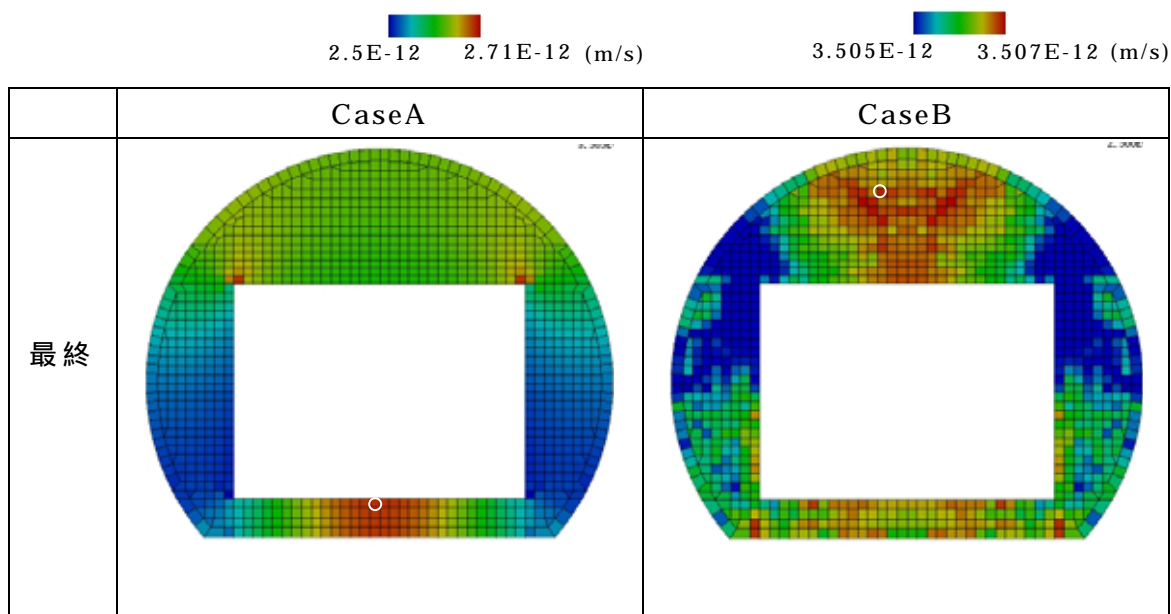 2.5E-12 2.71E-12 (m/s)
3.505E-12 3.507E-12 (m/s)
CaseA
CaseB
最終